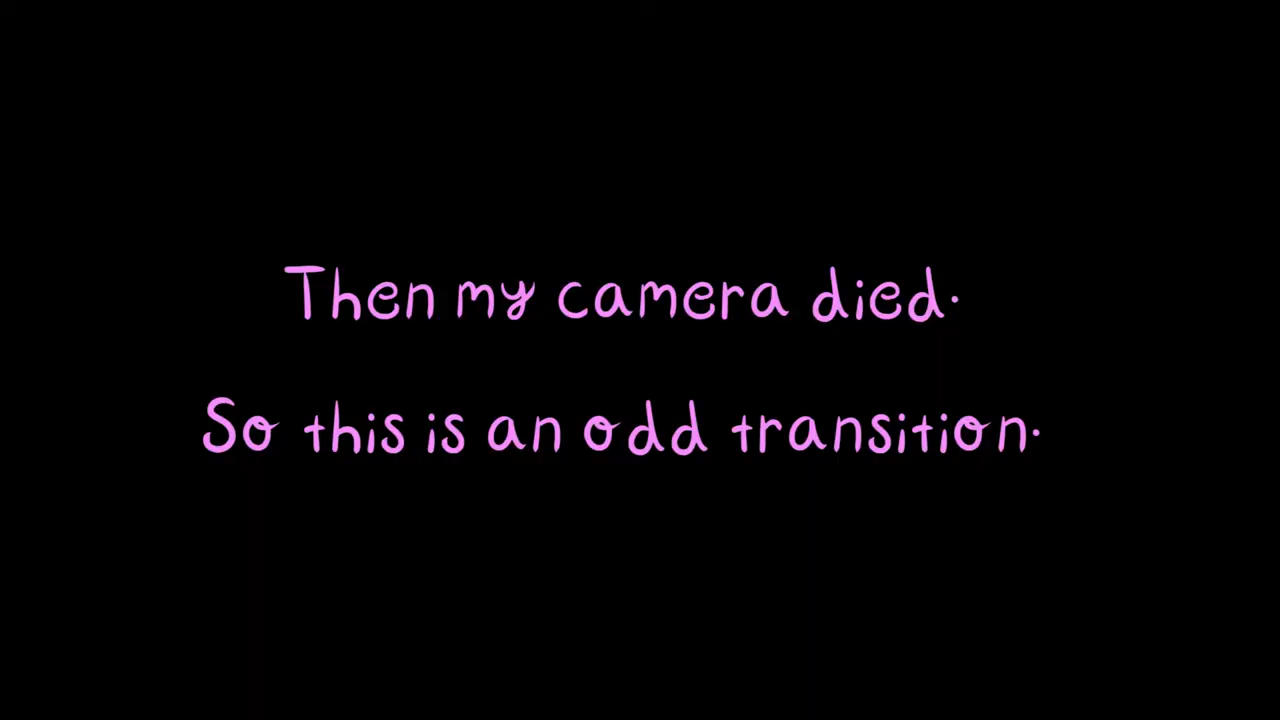 Then my camera died.
So this is an odd transition.